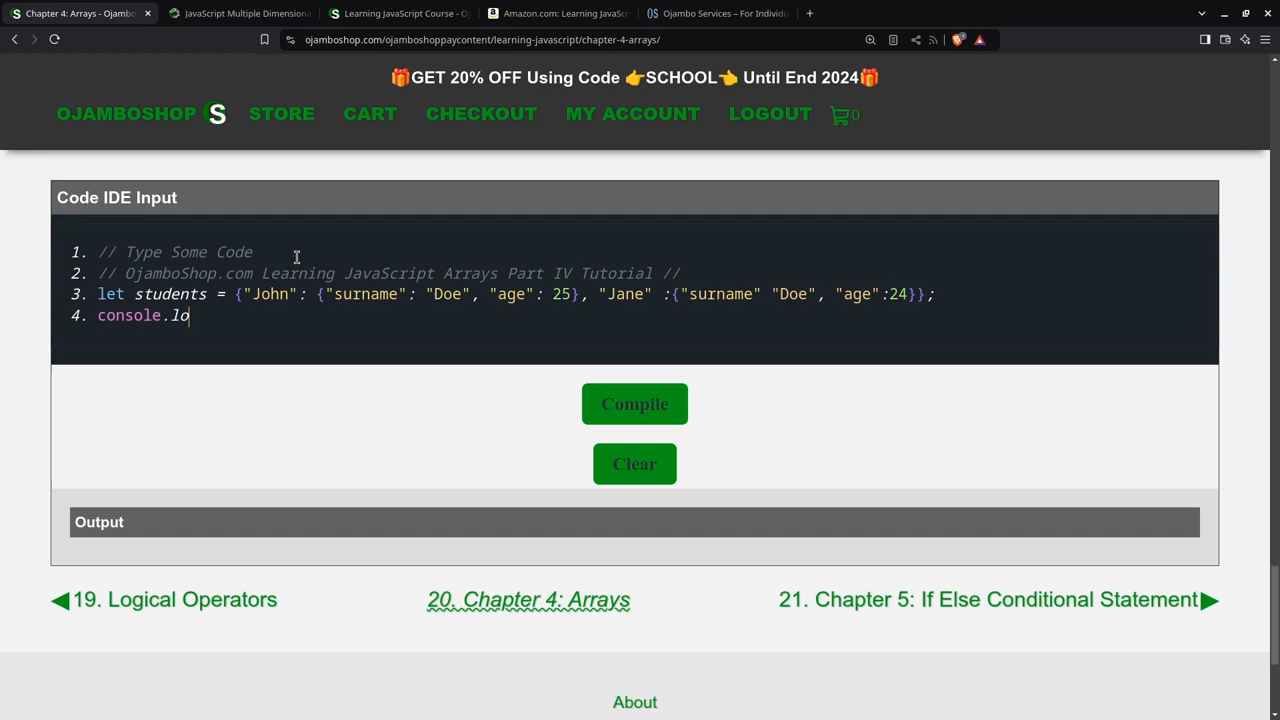 Chapter 4: Arrays - Ojambo
JavaScript Multiple Dimensiona
Learning JavaScript Course - O
Amazon.com: Learning JavaSc
Ojambo Services – For Individu
ojamboshop.com/ojamboshoppaycontent/learning-javascript/chapter-4-arrays/
🎁GET 20% OFF Using Code 👉SCHOOL👈 Until End 2024🎁
OJAMBOSHOP S STORE CART CHECKOUT MY ACCOUNT LOGOUT 0
Code IDE Input
1. // Type Some Code
2. // OjamboShop.com Learning JavaScript Arrays Part IV Tutorial //
3. let students = {"John": {"surname": "Doe", "age": 25}, "Jane" :{"surname" "Doe", "age":24}};
4. console.lo
Compile
Clear
Output
◀19. Logical Operators
20. Chapter 4: Arrays
21. Chapter 5: If Else Conditional Statement▶
About